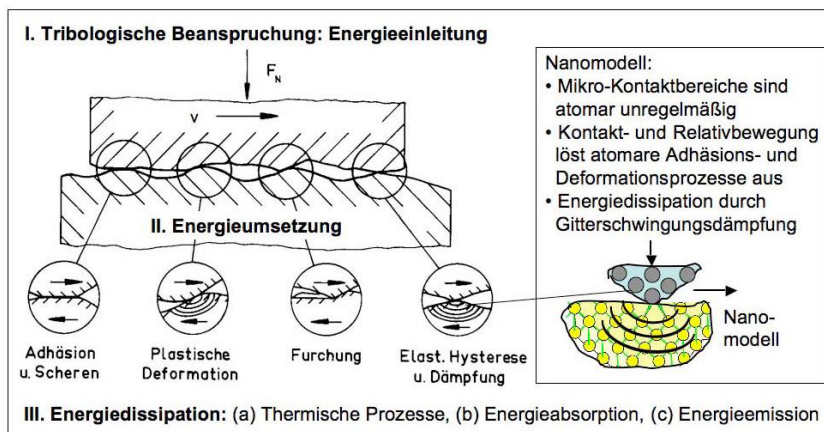 I. Tribologische Beanspruchung: Energieeinleitung
F_N
v
II. Energieumsetzung
Adhäsion
u. Scheren
Plastische
Deformation
Furchung
Elast. Hysterese
u. Dämpfung
Nanomodell:
• Mikro-Kontaktbereiche sind
atomar unregelmäßig
• Kontakt- und Relativbewegung
löst atomare Adhäsions- und
Deformationsprozesse aus
• Energiedissipation durch
Gitterschwingungsdämpfung
Nano-
modell
III. Energiedissipation: (a) Thermische Prozesse, (b) Energieabsorption, (c) Energieemission